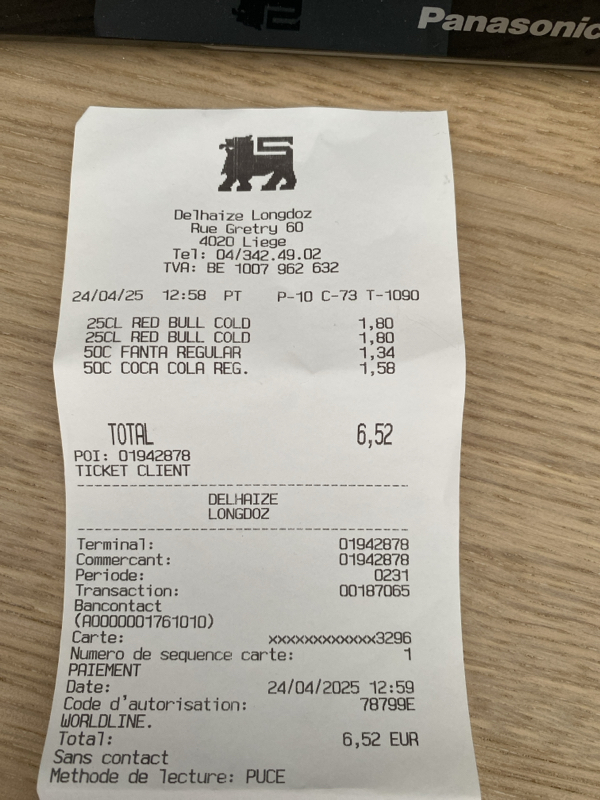 Panasonic
Delhaize Longdoz
Rue Gretry 60
4020 Liege
Tel: 04/342.49.02
TVA: BE 1007 962 632
24/04/25 12:58 PT P-10 C-73 T-1090
25CL RED BULL COLD 1,80
25CL RED BULL COLD 1,80
50C FANTA REGULAR 1,34
50C COCA COLA REG. 1,58
TOTAL 6,52
POI: 01942878
TICKET CLIENT
DELHAIZE
LONGDOZ
Terminal: 01942878
Commercant: 01942878
Periode: 0231
Transaction: 00187065
Bancontact
(A0000001761010)
Carte: xxxxxxxxxxxxx3296
Numero de sequence carte: 1
PAIEMENT
Date: 24/04/2025 12:59
Code d'autorisation: 78799E
WORLDLINE.
Total: 6,52 EUR
Sans contact
Methode de lecture: PUCE